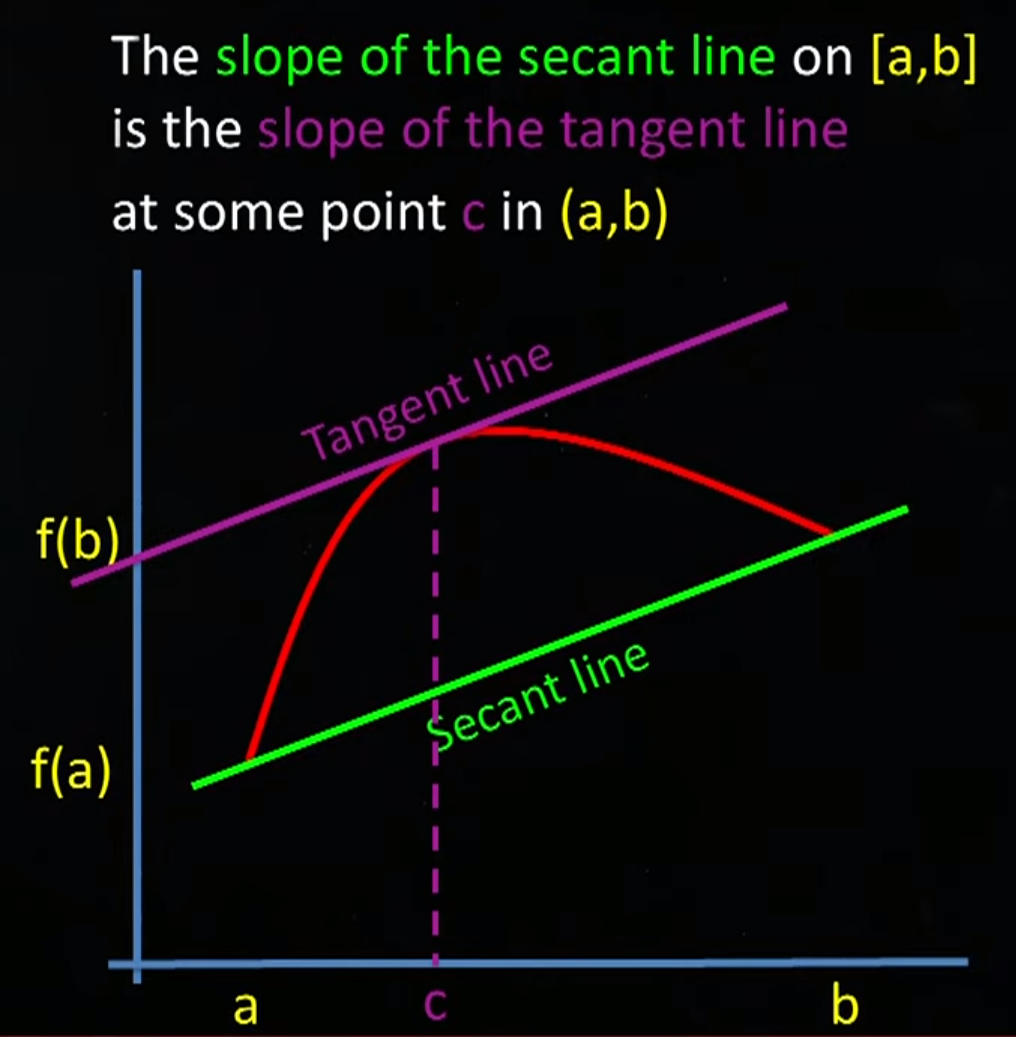 The slope of the secant line on [a,b]
is the slope of the tangent line
at some point c in (a,b)
Tangent line
f(b)
Secant line
f(a)
a
c
b